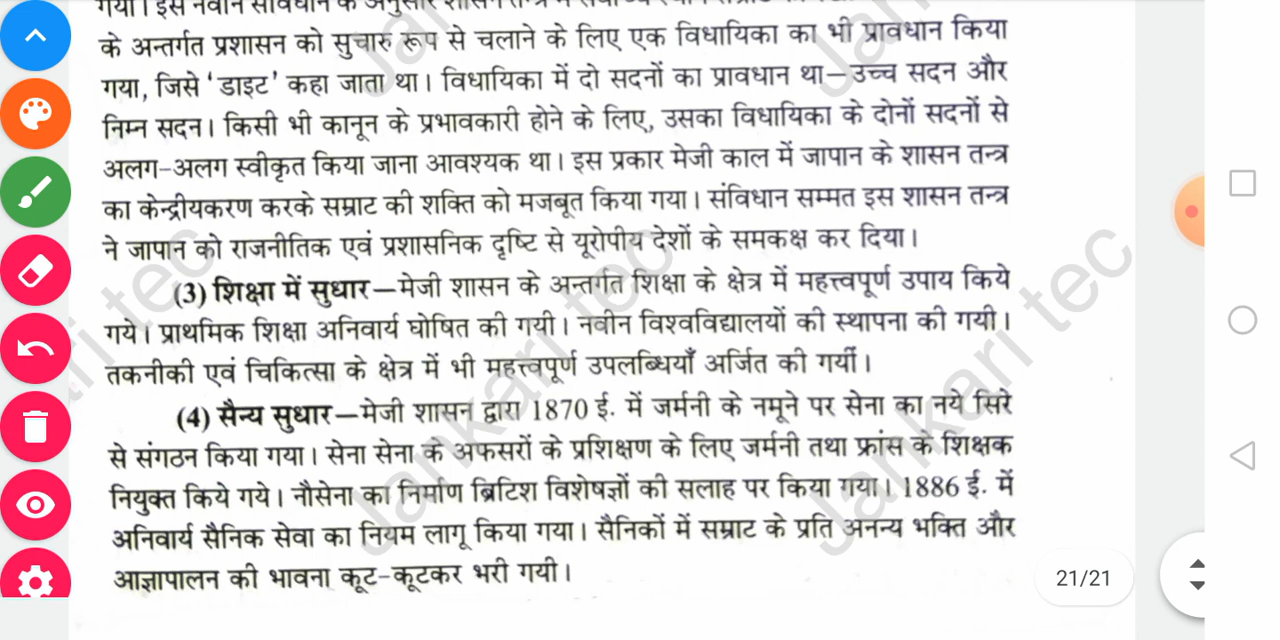 के अन्तर्गत प्रशासन को सुचारु रूप से चलाने के लिए एक विधायिका का भी प्रावधान किया
गया, जिसे 'डाइट' कहा जाता था। विधायिका में दो सदनों का प्रावधान था–उच्च सदन और
निम्न सदन। किसी भी कानून के प्रभावकारी होने के लिए, उसका विधायिका के दोनों सदनों से
अलग-अलग स्वीकृत किया जाना आवश्यक था। इस प्रकार मेजी काल में जापान के शासन तन्त्र
का केन्द्रीयकरण करके सम्राट की शक्ति को मजबूत किया गया। संविधान सम्मत इस शासन तन्त्र
ने जापान को राजनीतिक एवं प्रशासनिक दृष्टि से यूरोपीय देशों के समकक्ष कर दिया।
(3) शिक्षा में सुधार–मेजी शासन के अन्तर्गत शिक्षा के क्षेत्र में महत्त्वपूर्ण उपाय किये
गये। प्राथमिक शिक्षा अनिवार्य घोषित की गयी। नवीन विश्वविद्यालयों की स्थापना की गयी।
तकनीकी एवं चिकित्सा के क्षेत्र में भी महत्त्वपूर्ण उपलब्धियाँ अर्जित की गयीं।
(4) सैन्य सुधार–मेजी शासन द्वारा 1870 ई. में जर्मनी के नमूने पर सेना का नये सिरे
से संगठन किया गया। सेना सेना के अफसरों के प्रशिक्षण के लिए जर्मनी तथा फ्रांस के शिक्षक
नियुक्त किये गये। नौसेना का निर्माण ब्रिटिश विशेषज्ञों की सलाह पर किया गया। 1886 ई. में
अनिवार्य सैनिक सेवा का नियम लागू किया गया। सैनिकों में सम्राट के प्रति अनन्य भक्ति और
आज्ञापालन की भावना कूट-कूटकर भरी गयी।
21/21
Jankari tec
Jankari tec